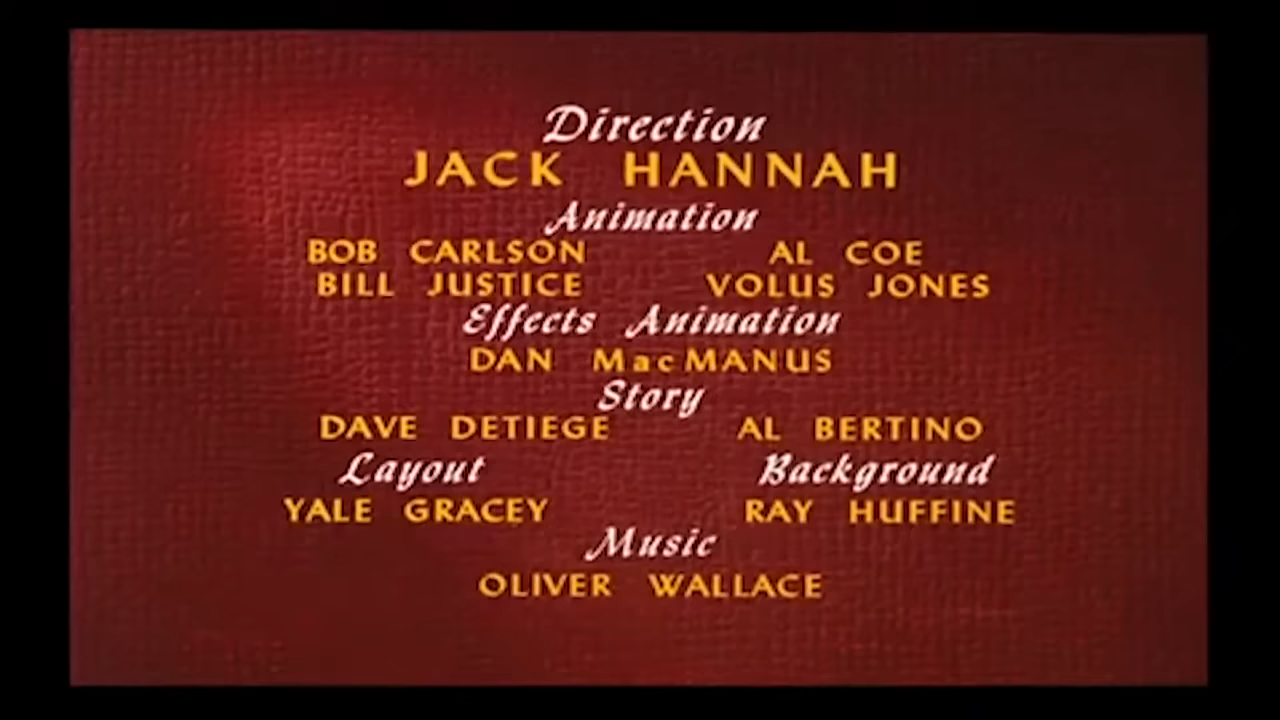 Direction
JACK HANNAH
Animation
BOB CARLSON AL COE
BILL JUSTICE VOLUS JONES
Effects Animation
DAN MacMANUS
Story
DAVE DETIEGE AL BERTINO
Layout Background
YALE GRACEY RAY HUFFINE
Music
OLIVER WALLACE